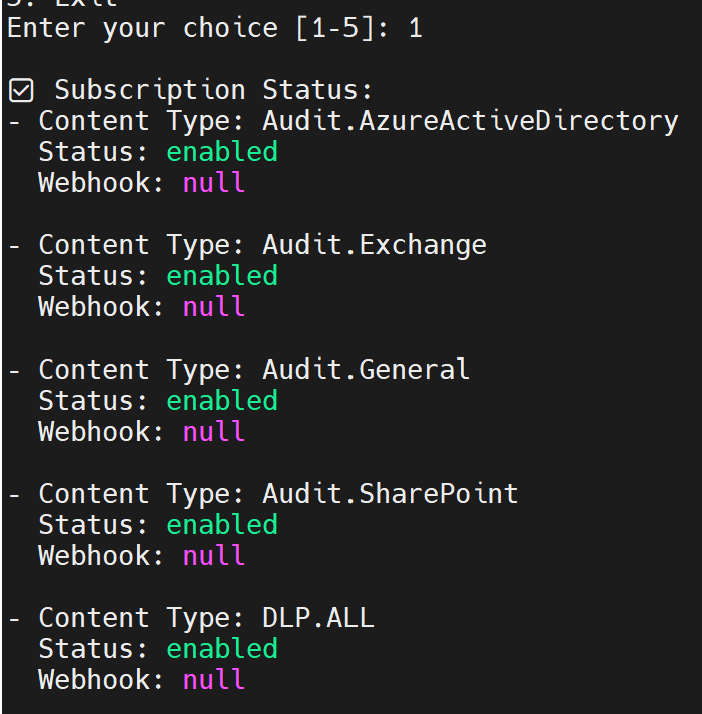 5. Exit
Enter your choice [1-5]: 1
☑ Subscription Status:
- Content Type: Audit.AzureActiveDirectory
Status: enabled
Webhook: null
- Content Type: Audit.Exchange
Status: enabled
Webhook: null
- Content Type: Audit.General
Status: enabled
Webhook: null
- Content Type: Audit.SharePoint
Status: enabled
Webhook: null
- Content Type: DLP.ALL
Status: enabled
Webhook: null